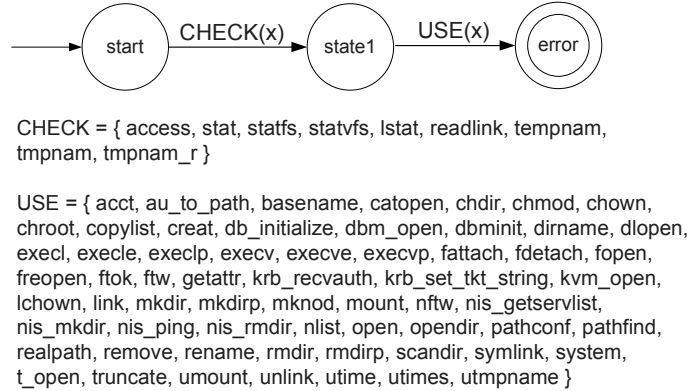 start
CHECK(x)
state1
USE(x)
error
CHECK = { access, stat, statfs, statvfs, lstat, readlink, tempnam,
tmpnam, tmpnam_r }
USE = { acct, au_to_path, basename, catopen, chdir, chmod, chown,
chroot, copylist, creat, db_initialize, dbm_open, dbminit, dirname, dlopen,
execl, execle, execlp, execv, execve, execvp, fattach, fdetach, fopen,
freopen, ftok, ftw, getattr, krb_recvauth, krb_set_tkt_string, kvm_open,
lchown, link, mkdir, mkdirp, mknod, mount, nftw, nis_getservlist,
nis_mkdir, nis_ping, nis_rmdir, nlist, open, opendir, pathconf, pathfind,
realpath, remove, rename, rmdir, rmdirp, scandir, symlink, system,
t_open, truncate, umount, unlink, utime, utimes, utmpname }